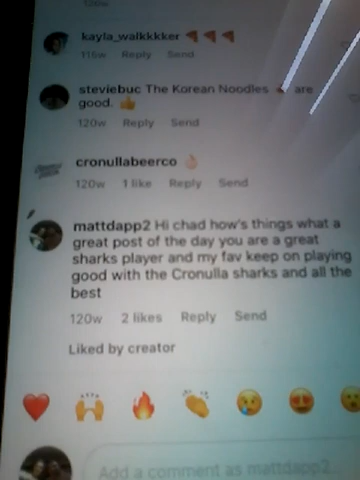 120w
kayla_walkkkker 🍕🍕🍕
115w Reply Send
steviebuc The Korean Noodles 🔥 are
good. 👍
120w Reply Send
cronullabeerco 👌🏻
120w 1 like Reply Send
mattdapp2 Hi chad how's things what a
great post of the day you are a great
sharks player and my fav keep on playing
good with the Cronulla sharks and all the
best
120w 2 likes Reply Send
Liked by creator
❤️ 🙌 🔥 👏 😢 😍 😮
Add a comment as mattdapp2...